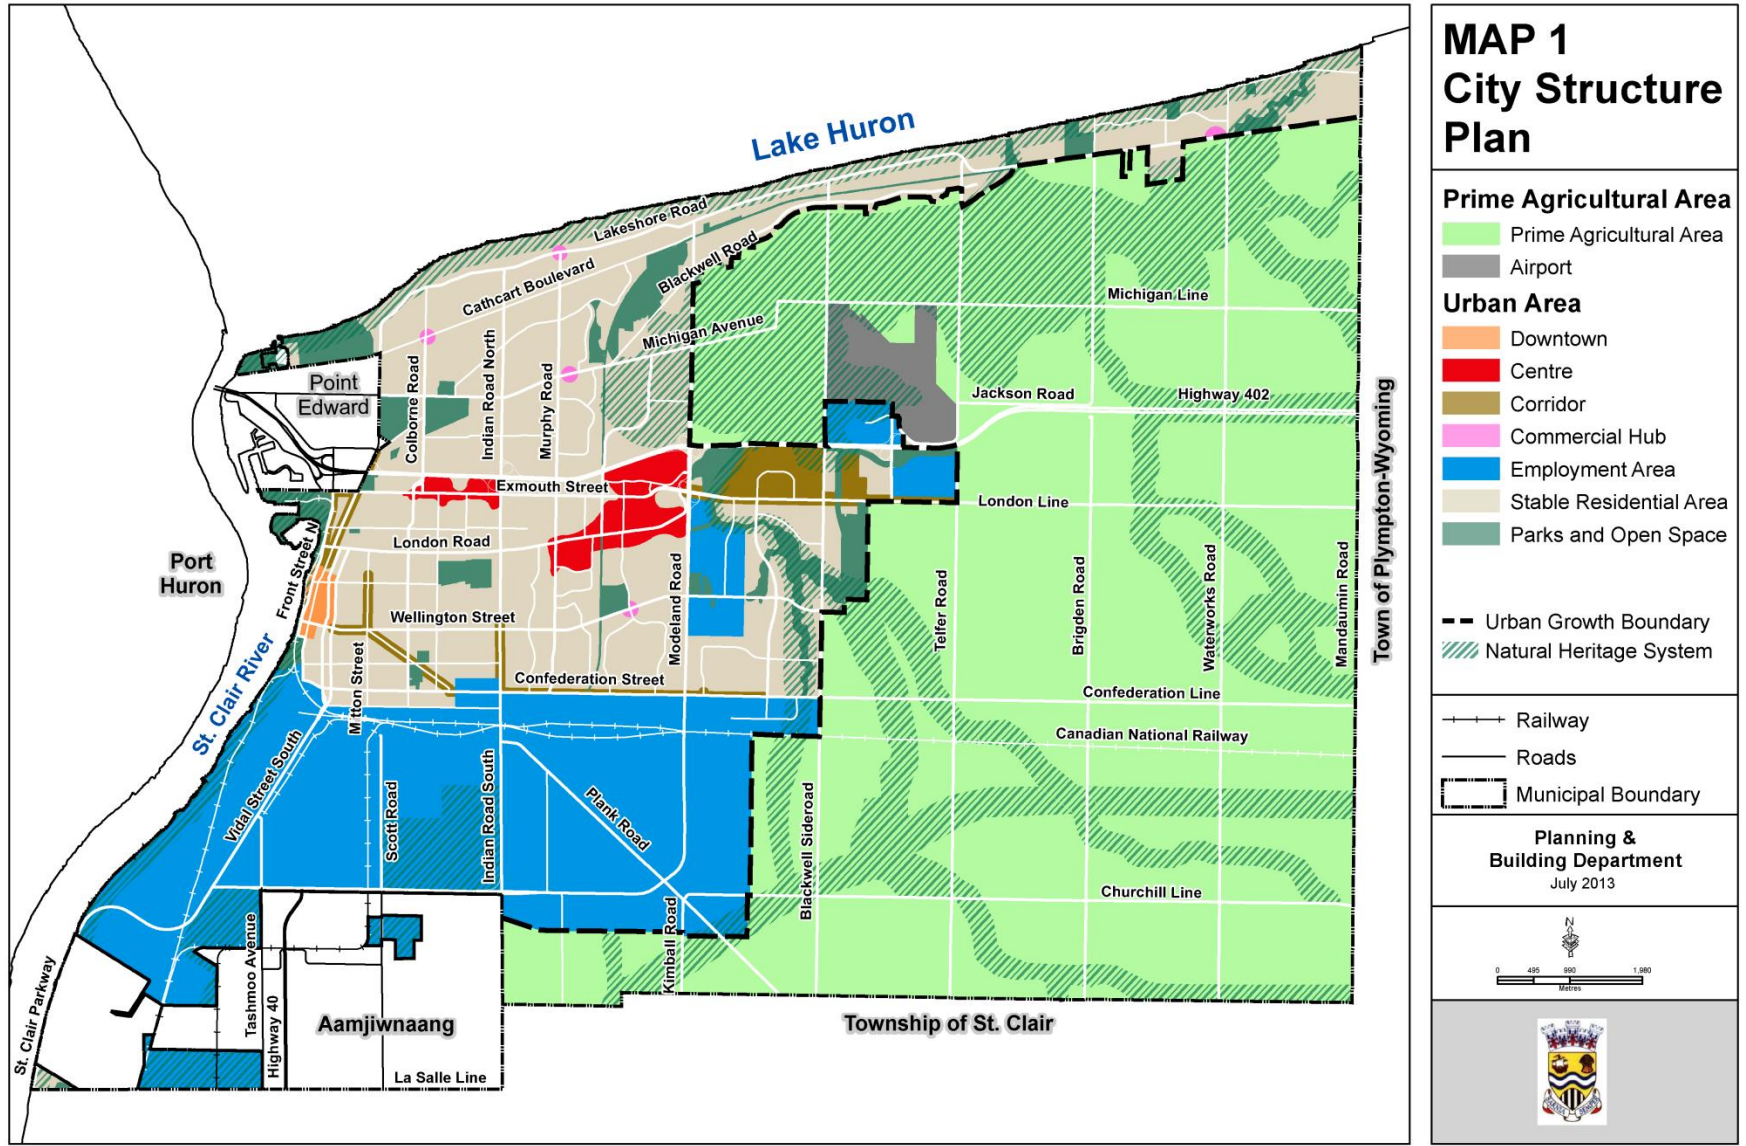 MAP 1
City Structure
Plan
Prime Agricultural Area
Prime Agricultural Area
Airport
Urban Area
Downtown
Centre
Corridor
Commercial Hub
Employment Area
Stable Residential Area
Parks and Open Space
Urban Growth Boundary
Natural Heritage System
Railway
Roads
Municipal Boundary
Planning &
Building Department
July 2013
N
0 495 990 1,980
Metres
Lake Huron
Lakeshore Road
Cathcart Boulevard
Blackwell Road
Michigan Avenue
Michigan Line
Point
Edward
Colborne Road
Indian Road North
Murphy Road
Jackson Road
Highway 402
Exmouth Street
London Line
London Road
Front Street N
Port
Huron
Wellington Street
Modeland Road
Telfer Road
Brigden Road
Waterworks Road
Mandaumin Road
Town of Plympton-Wyoming
St. Clair River
Mitton Street
Confederation Street
Confederation Line
Canadian National Railway
Vidal Street South
Scott Road
Indian Road South
Plank Road
Blackwell Sideroad
Churchill Line
Kimball Road
Tashmoo Avenue
Highway 40
St. Clair Parkway
Aamjiwnaang
Township of St. Clair
La Salle Line